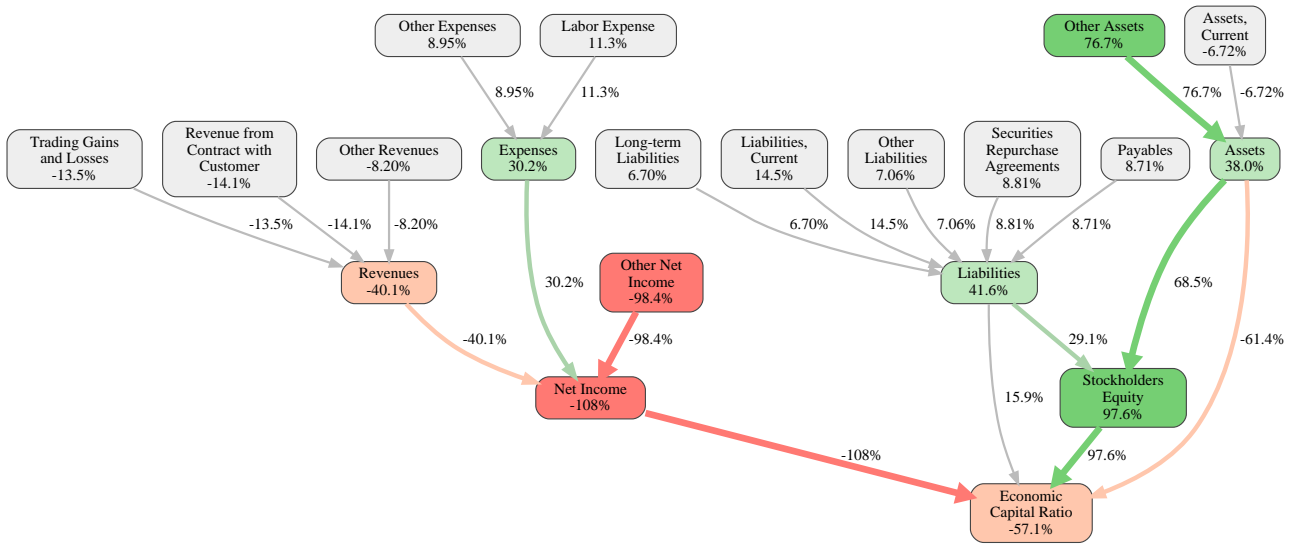 Other Expenses
8.95%
Labor Expense
11.3%
Other Assets
76.7%
Assets,
Current
-6.72%
8.95%
11.3%
76.7%
-6.72%
Trading Gains
and Losses
-13.5%
Revenue from
Contract with
Customer
-14.1%
Other Revenues
-8.20%
Expenses
30.2%
Long-term
Liabilities
6.70%
Liabilities,
Current
14.5%
Other
Liabilities
7.06%
Securities
Repurchase
Agreements
8.81%
Payables
8.71%
Assets
38.0%
-13.5%
-14.1%
-8.20%
6.70%
14.5%
7.06%
8.81%
8.71%
Revenues
-40.1%
30.2%
Other Net
Income
-98.4%
Liabilities
41.6%
68.5%
-40.1%
-98.4%
29.1%
-61.4%
Net Income
-108%
15.9%
Stockholders
Equity
97.6%
-108%
97.6%
Economic
Capital Ratio
-57.1%